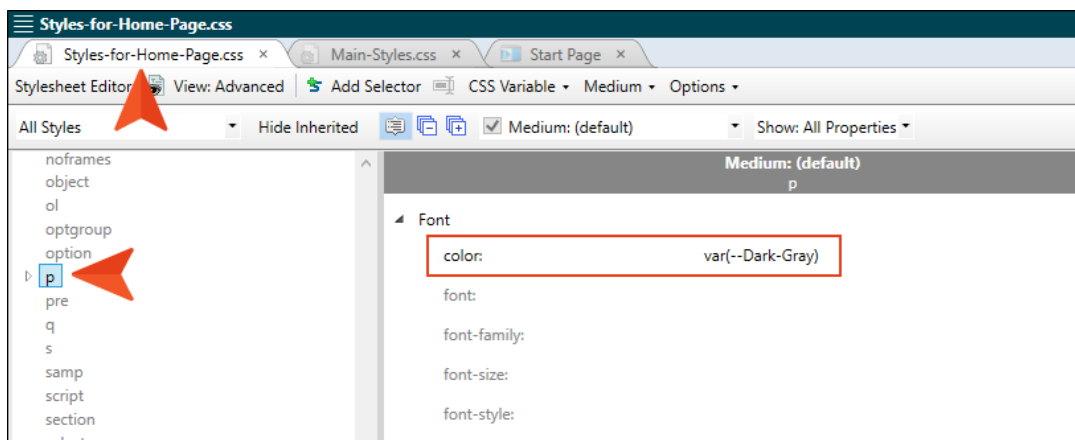 Styles-for-Home-Page.css
Styles-for-Home-Page.css × Main-Styles.css × Start Page ×
Stylesheet Editor View: Advanced Add Selector CSS Variable Medium Options
All Styles Hide Inherited Medium: (default) Show: All Properties
noframes
object
ol
optgroup
option
p
pre
q
s
samp
script
section
Medium: (default)
p
Font
color: var(--Dark-Gray)
font:
font-family:
font-size:
font-style: